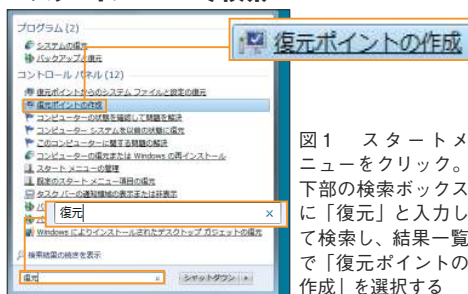 プログラム (2)
システムの復元
バックアップと復元
コントロール パネル (12)
復元ポイントからのシステム ファイルと設定の復元
復元ポイントの作成
コンピューターの状態を確認して問題を解決
コンピューター システムを以前の状態に復元
このコンピューターに関する問題の解決
コンピューターの復元または Windows の再インストール
スタート メニューの管理
既定のスタート メニュー項目の復元
タスク バーの通知領域の表示または非表示
復元
×
Windows によりインストールされたデスクトップ ガジェットの復元
検索結果の続きを表示
復元
×
シャットダウン
復元ポイントの作成
図1 スタートメ
ニューをクリック。
下部の検索ボックス
に「復元」と入力し
て検索し、結果一覧
で「復元ポイントの
作成」を選択する